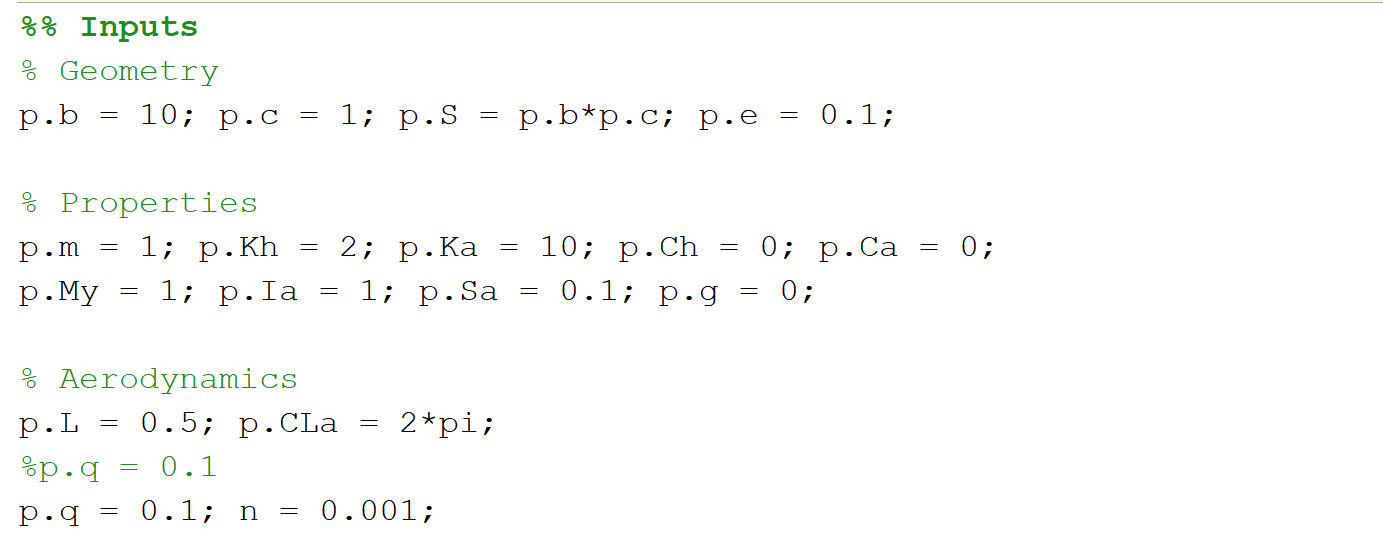 %% Inputs
% Geometry
p.b = 10; p.c = 1; p.S = p.b*p.c; p.e = 0.1;
% Properties
p.m = 1; p.Kh = 2; p.Ka = 10; p.Ch = 0; p.Ca = 0;
p.My = 1; p.Ia = 1; p.Sa = 0.1; p.g = 0;
% Aerodynamics
p.L = 0.5; p.CLa = 2*pi;
%p.q = 0.1
p.q = 0.1; n = 0.001;